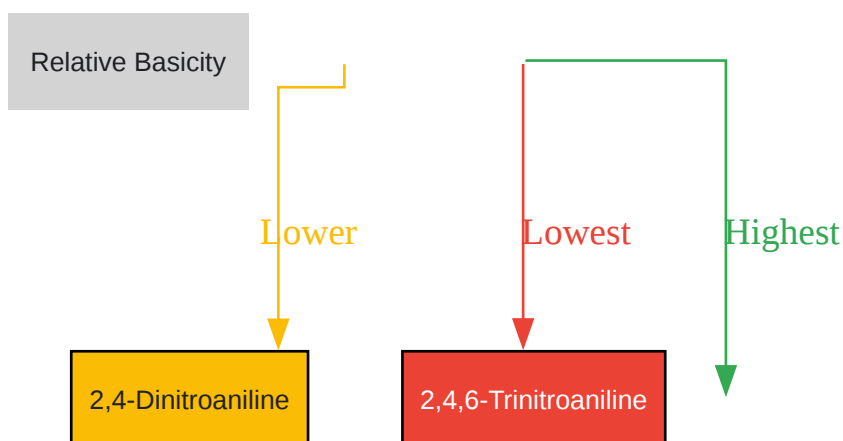 Relative Basicity
Lower
Lowest
Highest
2,4-Dinitroaniline
2,4,6-Trinitroaniline